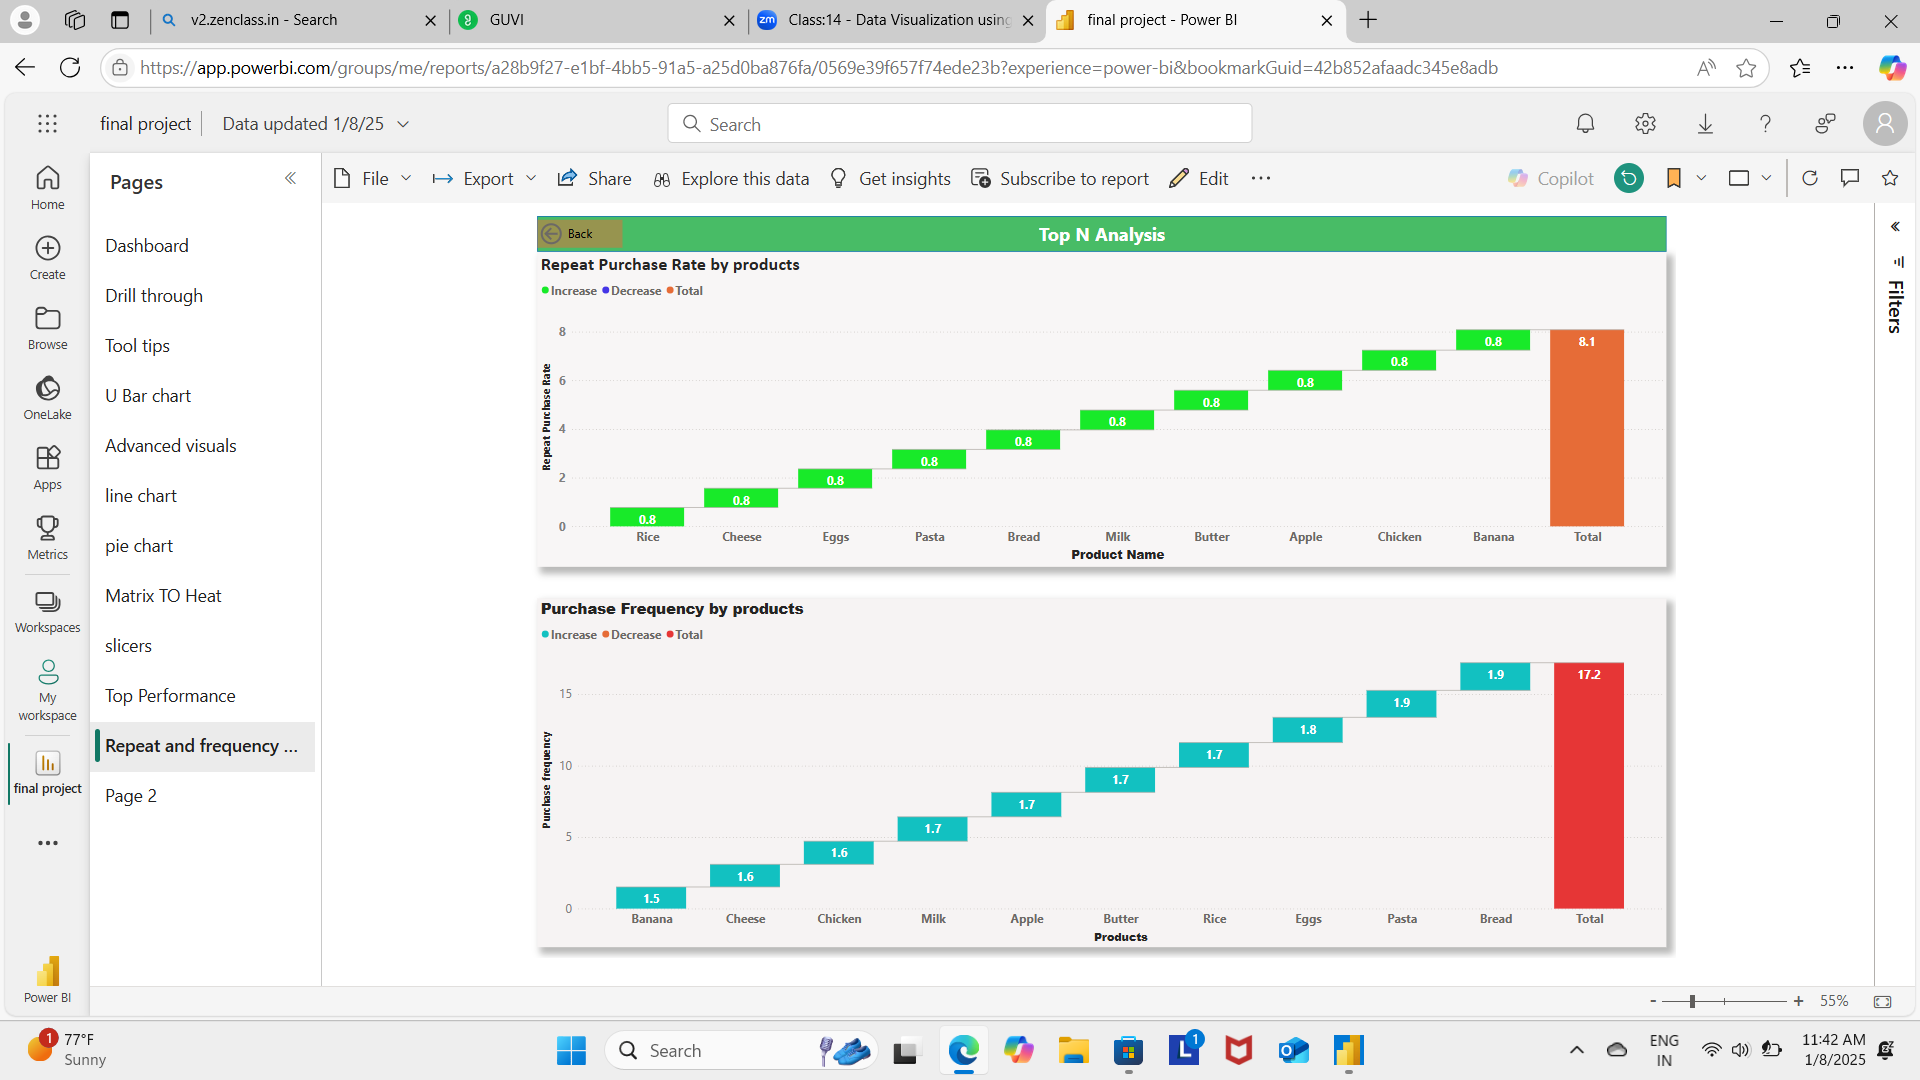 v2.zenclass.in - Search
GUVI
Class:14 - Data Visualization using
final project - Power BI
https://app.powerbi.com/groups/me/reports/a28b9f27-e1bf-4bb5-91a5-a25d0ba876fa/0569e39f657f74ede23b?experience=power-bi&bookmarkGuid=42b852afaadc345e8adb
final project
Data updated 1/8/25
Search
Home
Create
Browse
OneLake
Apps
Metrics
Workspaces
My workspace
final project
Power BI
Pages
Dashboard
Drill through
Tool tips
U Bar chart
Advanced visuals
line chart
pie chart
Matrix TO Heat
slicers
Top Performance
Repeat and frequency ...
Page 2
File
Export
Share
Explore this data
Get insights
Subscribe to report
Edit
Copilot
Filters
Back
Top N Analysis
Repeat Purchase Rate by products
Increase Decrease Total
Repeat Purchase Rate
8
6
4
2
0
0.8 0.8 0.8 0.8 0.8 0.8 0.8 0.8 0.8 0.8 8.1
Rice Cheese Eggs Pasta Bread Milk Butter Apple Chicken Banana Total
Product Name
Purchase Frequency by products
Increase Decrease Total
Purchase frequency
15
10
5
0
1.5 1.6 1.6 1.7 1.7 1.7 1.7 1.8 1.9 1.9 17.2
Banana Cheese Chicken Milk Apple Butter Rice Eggs Pasta Bread Total
Products
- + 55%
1
77°F
Sunny
Search
1
ENG
IN
11:42 AM
1/8/2025